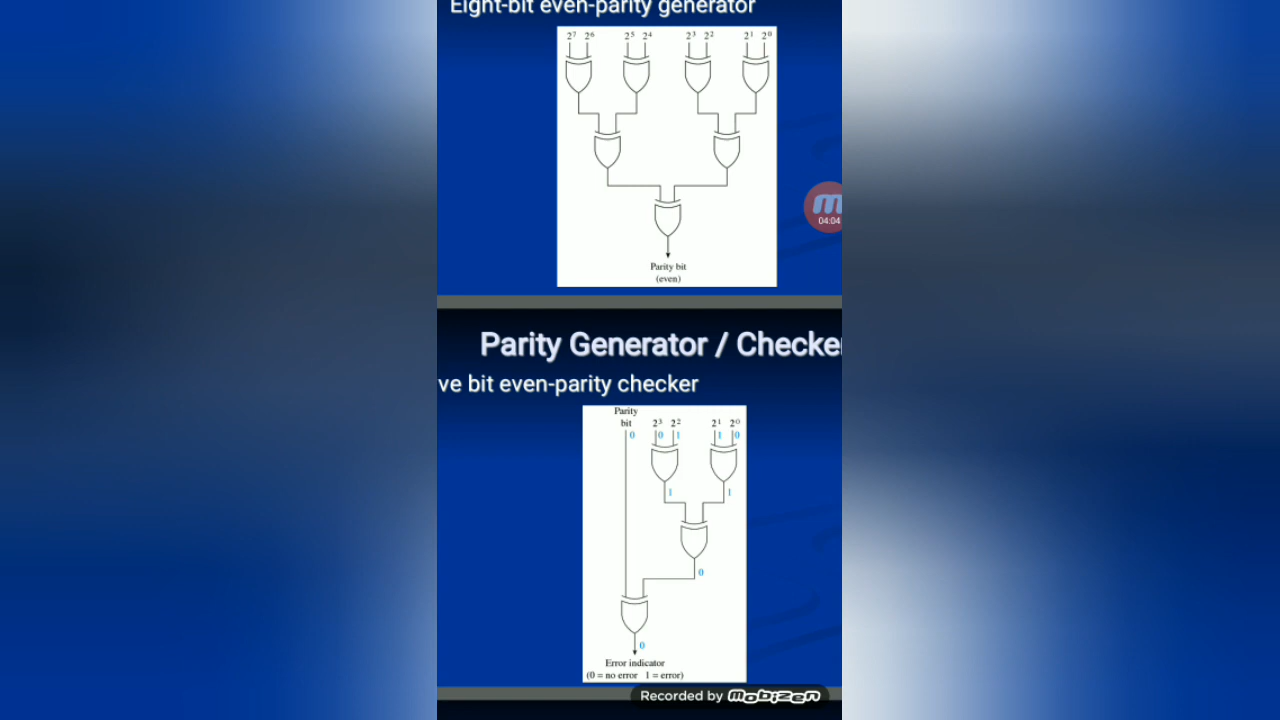 Eight-bit even-parity generator
2⁷ 2⁶ 2⁵ 2⁴ 2³ 2² 2¹ 2⁰
04:04
Parity bit
(even)
Parity Generator / Checke
ve bit even-parity checker
Parity
bit 2³ 2² 2¹ 2⁰
0 0 1 1 0
1 1
0
0
Error indicator
(0 = no error 1 = error)
Recorded by mobizen